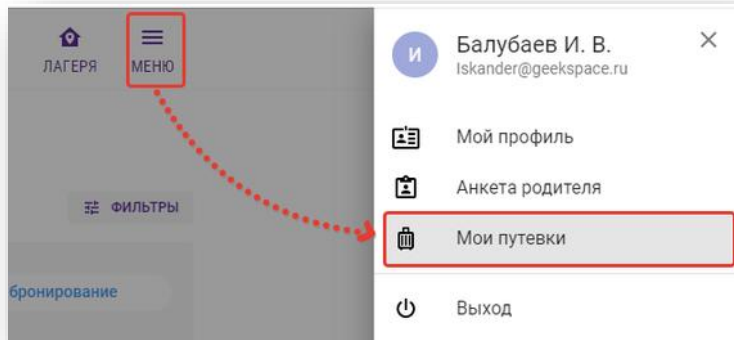 ЛАГЕРЯ
МЕНЮ
ФИЛЬТРЫ
бронирование
И
Балубаев И. В.
Iskander@geekspace.ru
Мой профиль
Анкета родителя
Мои путевки
Выход